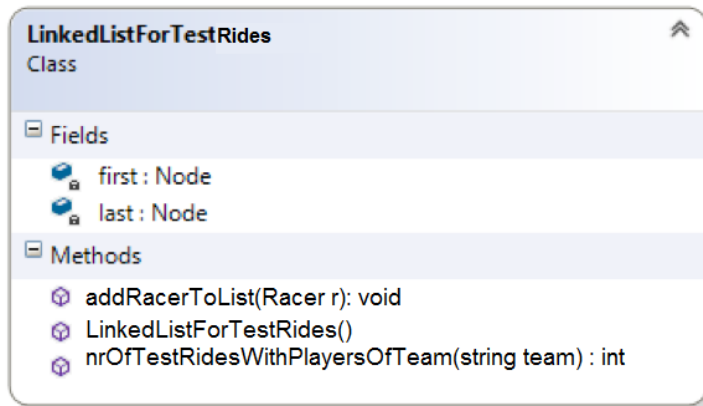 LinkedListForTestRides
Class
Fields
first : Node
last : Node
Methods
addRacerToList(Racer r): void
LinkedListForTestRides()
nrOfTestRidesWithPlayersOfTeam(string team) : int